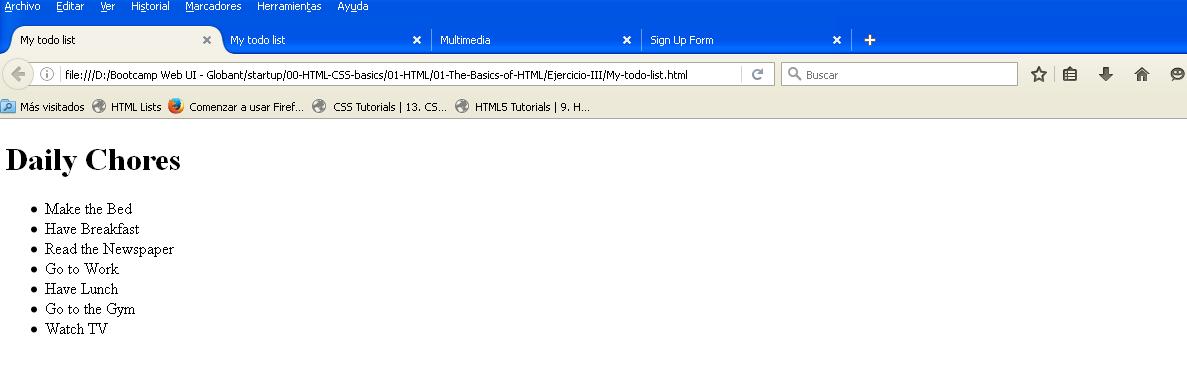 Archivo Editar Ver Historial Marcadores Herramientas Ayuda
My todo list My todo list Multimedia Sign Up Form
file:///D:/Bootcamp Web UI - Globant/startup/00-HTML-CSS-basics/01-HTML/01-The-Basics-of-HTML/Ejercicio-III/My-todo-list.html Buscar
Más visitados HTML Lists Comenzar a usar Firef... CSS Tutorials | 13. CS... HTML5 Tutorials | 9. H...
Daily Chores
Make the Bed
Have Breakfast
Read the Newspaper
Go to Work
Have Lunch
Go to the Gym
Watch TV